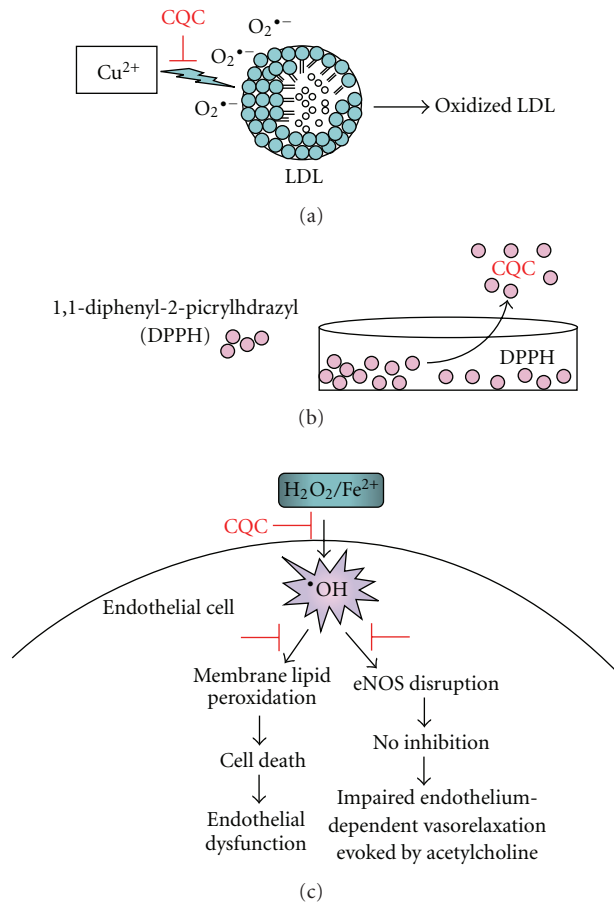 CQC
Cu²⁺
O₂•−
O₂•−
O₂•−
LDL
Oxidized LDL
(a)
1,1-diphenyl-2-picrylhdrazyl
(DPPH)
CQC
DPPH
(b)
H₂O₂/Fe²⁺
CQC
•OH
Endothelial cell
Membrane lipid
peroxidation
Cell death
Endothelial
dysfunction
eNOS disruption
No inhibition
Impaired endothelium-
dependent vasorelaxation
evoked by acetylcholine
(c)